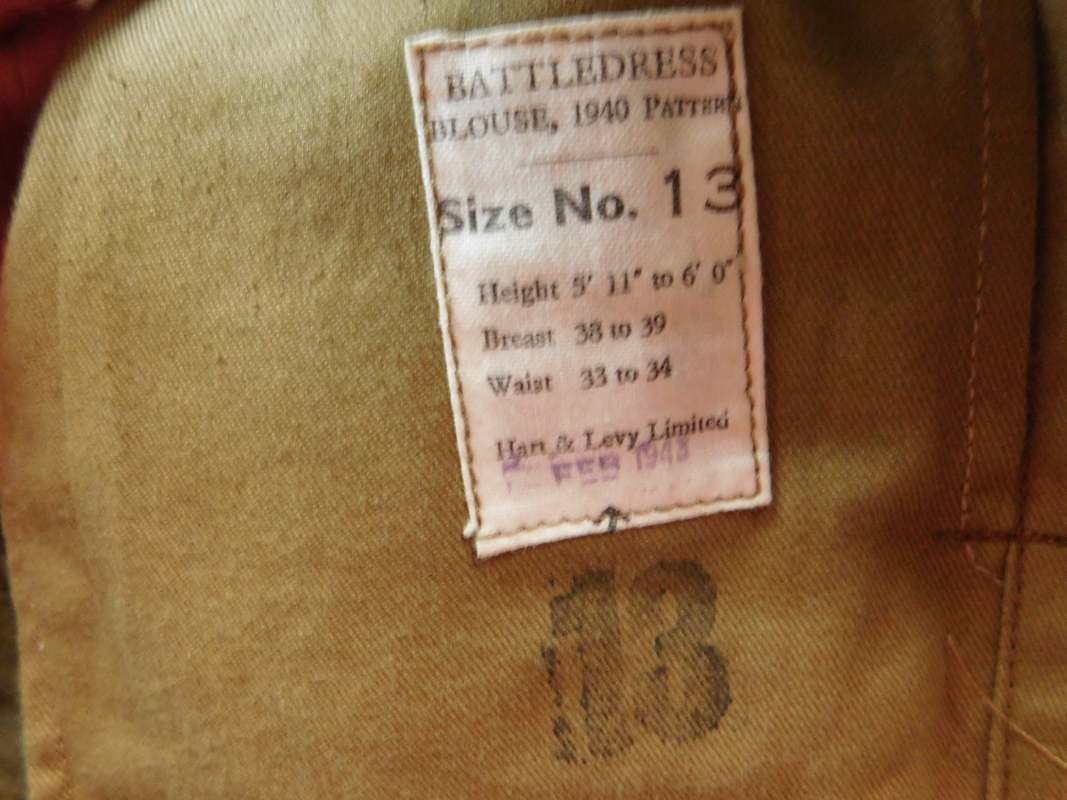 BATTLEDRESS
BLOUSE, 1940 PATTERN
Size No. 13
Height 5' 11" to 6' 0"
Breast 38 to 39
Waist 33 to 34
Hart & Levy Limited
FEB 1943
13